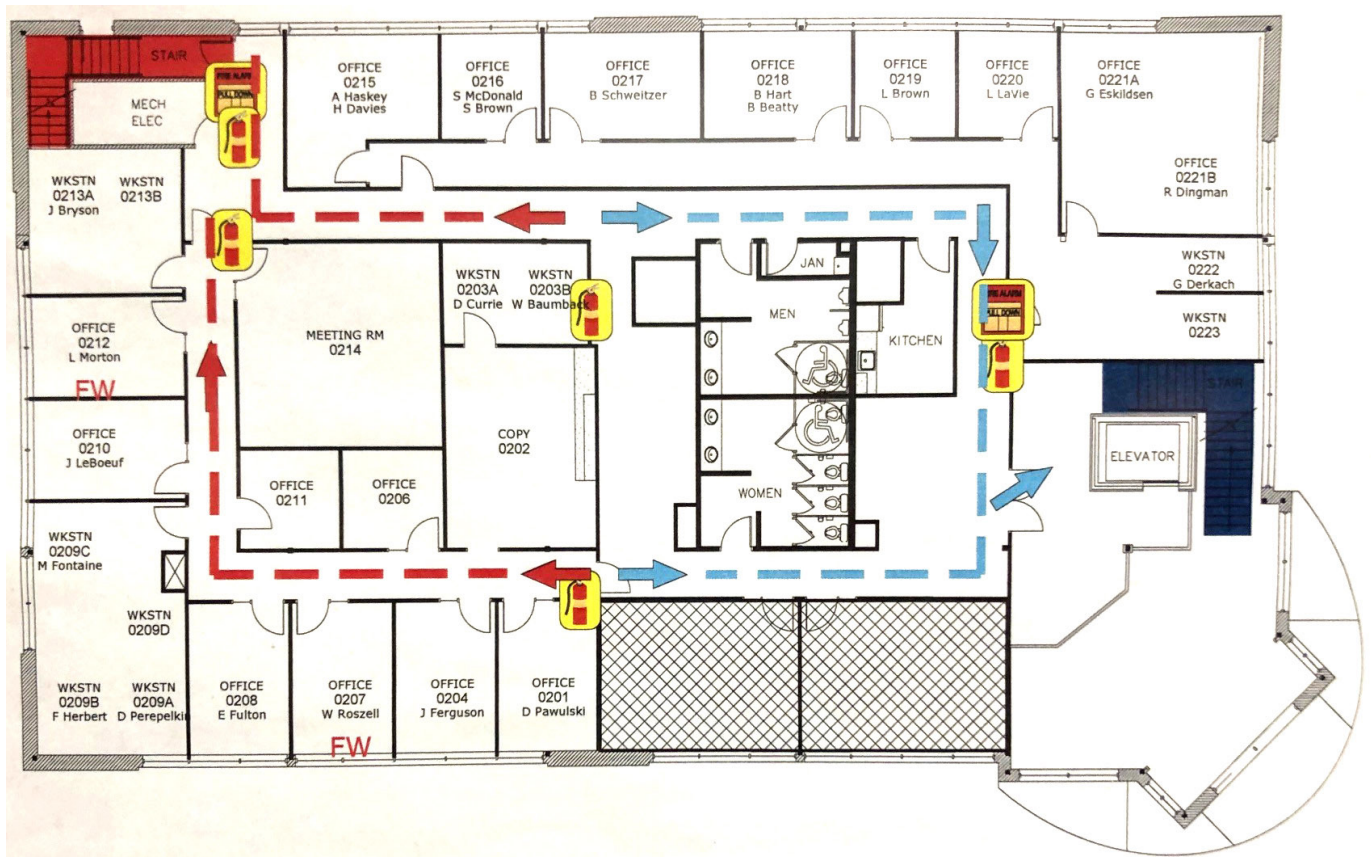 STAIR
FIRE ALARM
PULL DOWN
MECH
ELEC
OFFICE
0215
A Haskey
H Davies
OFFICE
0216
S McDonald
S Brown
OFFICE
0217
B Schweitzer
OFFICE
0218
B Hart
B Beatty
OFFICE
0219
L Brown
OFFICE
0220
L LaVie
OFFICE
0221A
G Eskildsen
OFFICE
0221B
R Dingman
WKSTN
0213A
J Bryson
WKSTN
0213B
WKSTN
0222
G Derkach
WKSTN
0223
MEETING RM
0214
WKSTN
0203A
D Currie
WKSTN
0203B
W Baumback
JAN
MEN
KITCHEN
FIRE ALARM
PULL DOWN
OFFICE
0212
L Morton
FW
STAIR
ELEVATOR
OFFICE
0210
J LeBoeuf
COPY
0202
OFFICE
0211
OFFICE
0206
WOMEN
WKSTN
0209C
M Fontaine
WKSTN
0209D
WKSTN
0209B
F Herbert
WKSTN
0209A
D Perepelkin
OFFICE
0208
E Fulton
OFFICE
0207
W Roszell
FW
OFFICE
0204
J Ferguson
OFFICE
0201
D Pawulski